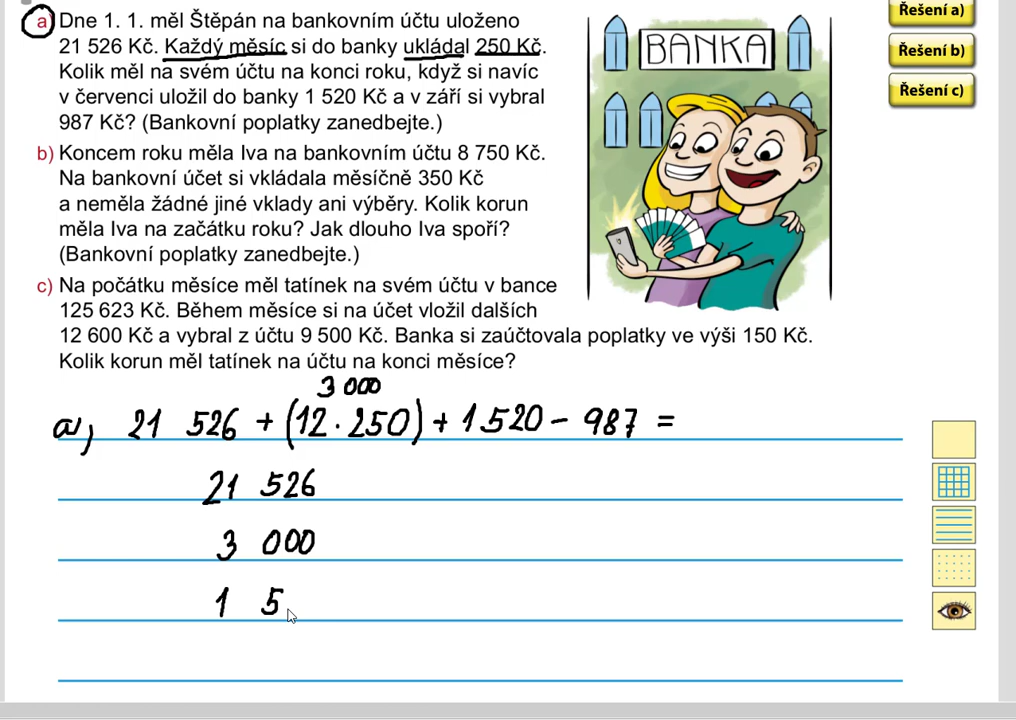 a) Dne 1. 1. měl Štěpán na bankovním účtu uloženo
21 526 Kč. Každý měsíc si do banky ukládal 250 Kč.
Kolik měl na svém účtu na konci roku, když si navíc
v červenci uložil do banky 1 520 Kč a v září si vybral
987 Kč? (Bankovní poplatky zanedbejte.)
b) Koncem roku měla Iva na bankovním účtu 8 750 Kč.
Na bankovní účet si vkládala měsíčně 350 Kč
a neměla žádné jiné vklady ani výběry. Kolik korun
měla Iva na začátku roku? Jak dlouho Iva spoří?
(Bankovní poplatky zanedbejte.)
c) Na počátku měsíce měl tatínek na svém účtu v bance
125 623 Kč. Během měsíce si na účet vložil dalších
12 600 Kč a vybral z účtu 9 500 Kč. Banka si zaúčtovala poplatky ve výši 150 Kč.
Kolik korun měl tatínek na účtu na konci měsíce?
BANKA
Řešení a)
Řešení b)
Řešení c)
3 000
a) 21 526 + (12 · 250) + 1 520 - 987 =
21 526
3 000
1 5